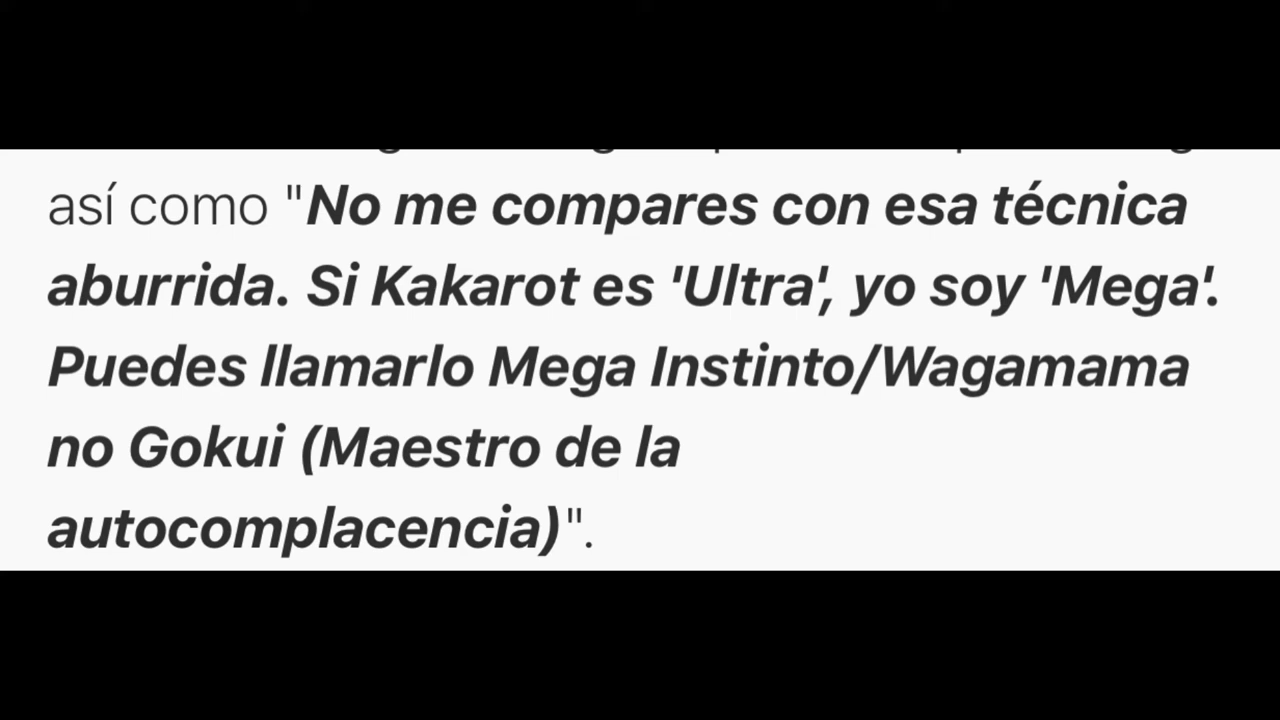 así como "No me compares con esa técnica
aburrida. Si Kakarot es 'Ultra', yo soy 'Mega'.
Puedes llamarlo Mega Instinto/Wagamama
no Gokui (Maestro de la
autocomplacencia)".